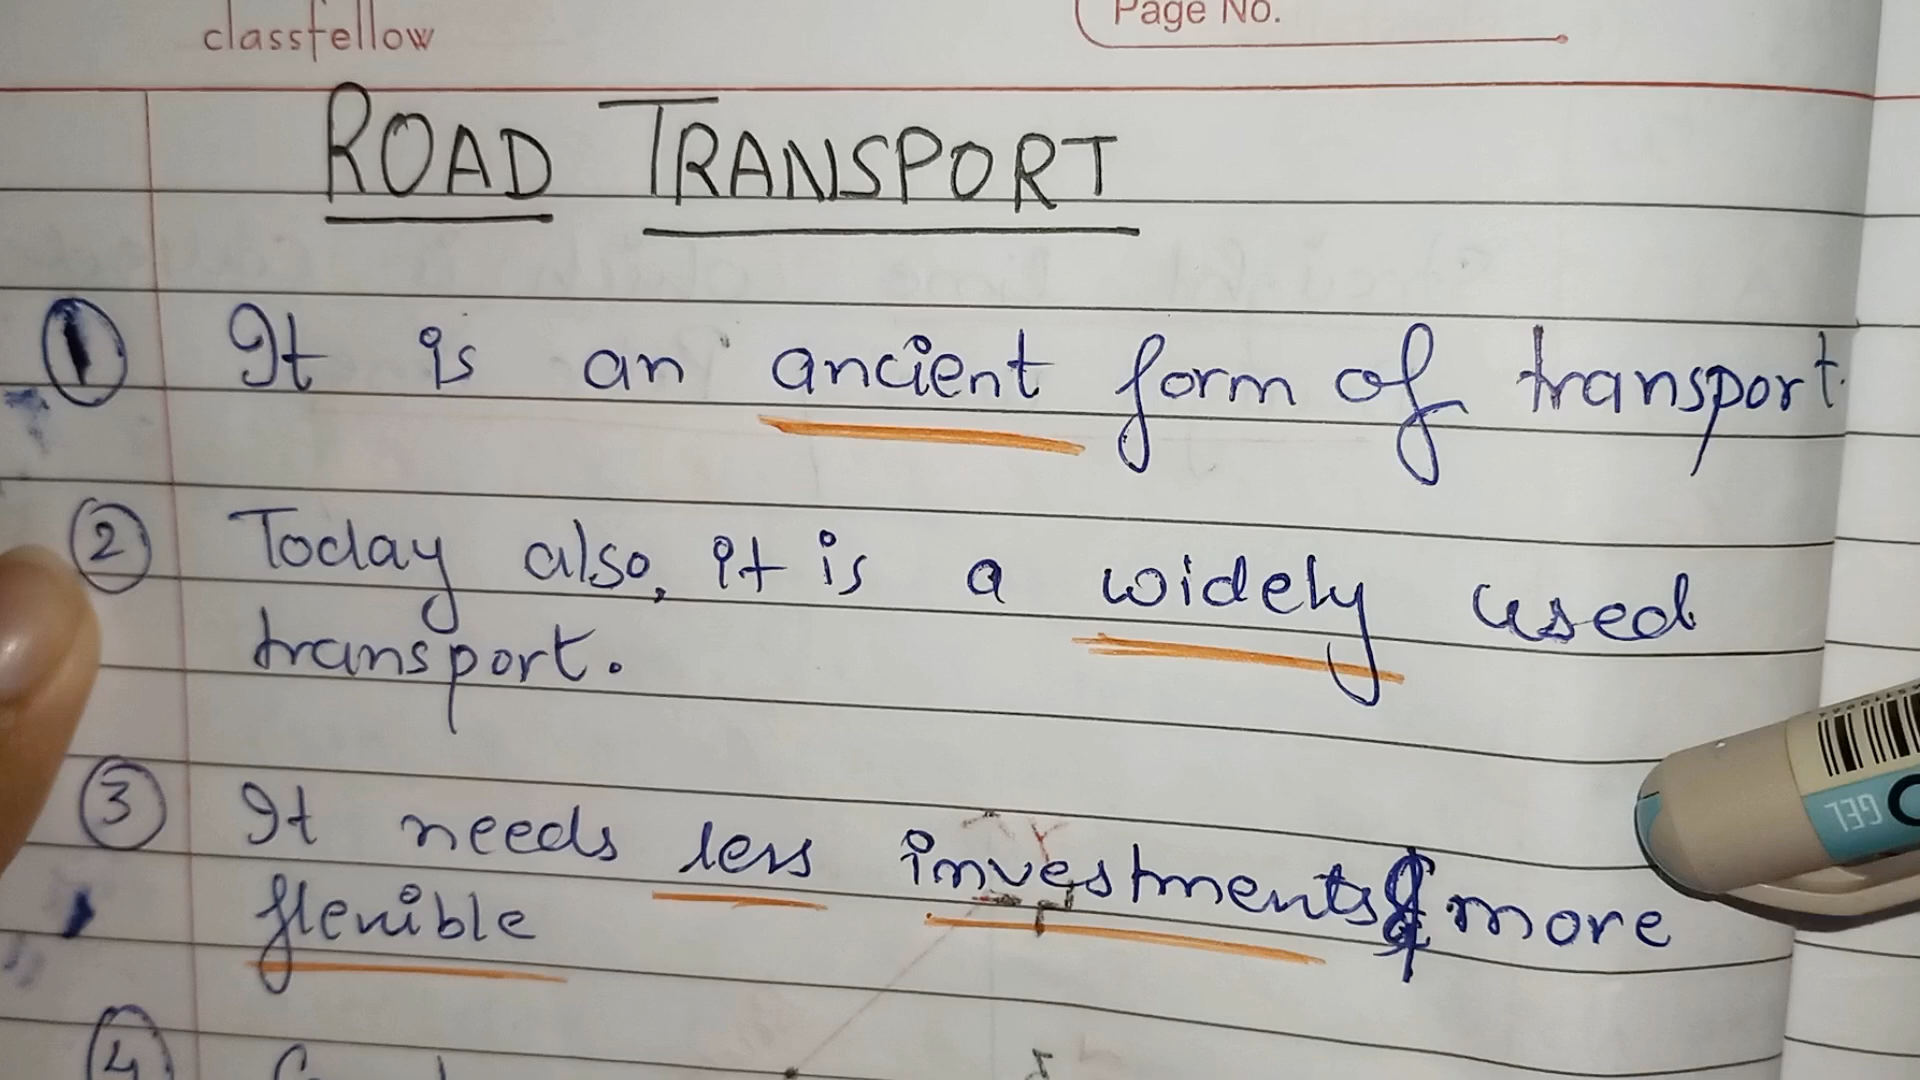 classfellow
Page No.
ROAD TRANSPORT
1 It is an ancient form of transport.
2 Today also, it is a widely used
transport.
3 It needs less investments & more
flexible
4
GEL